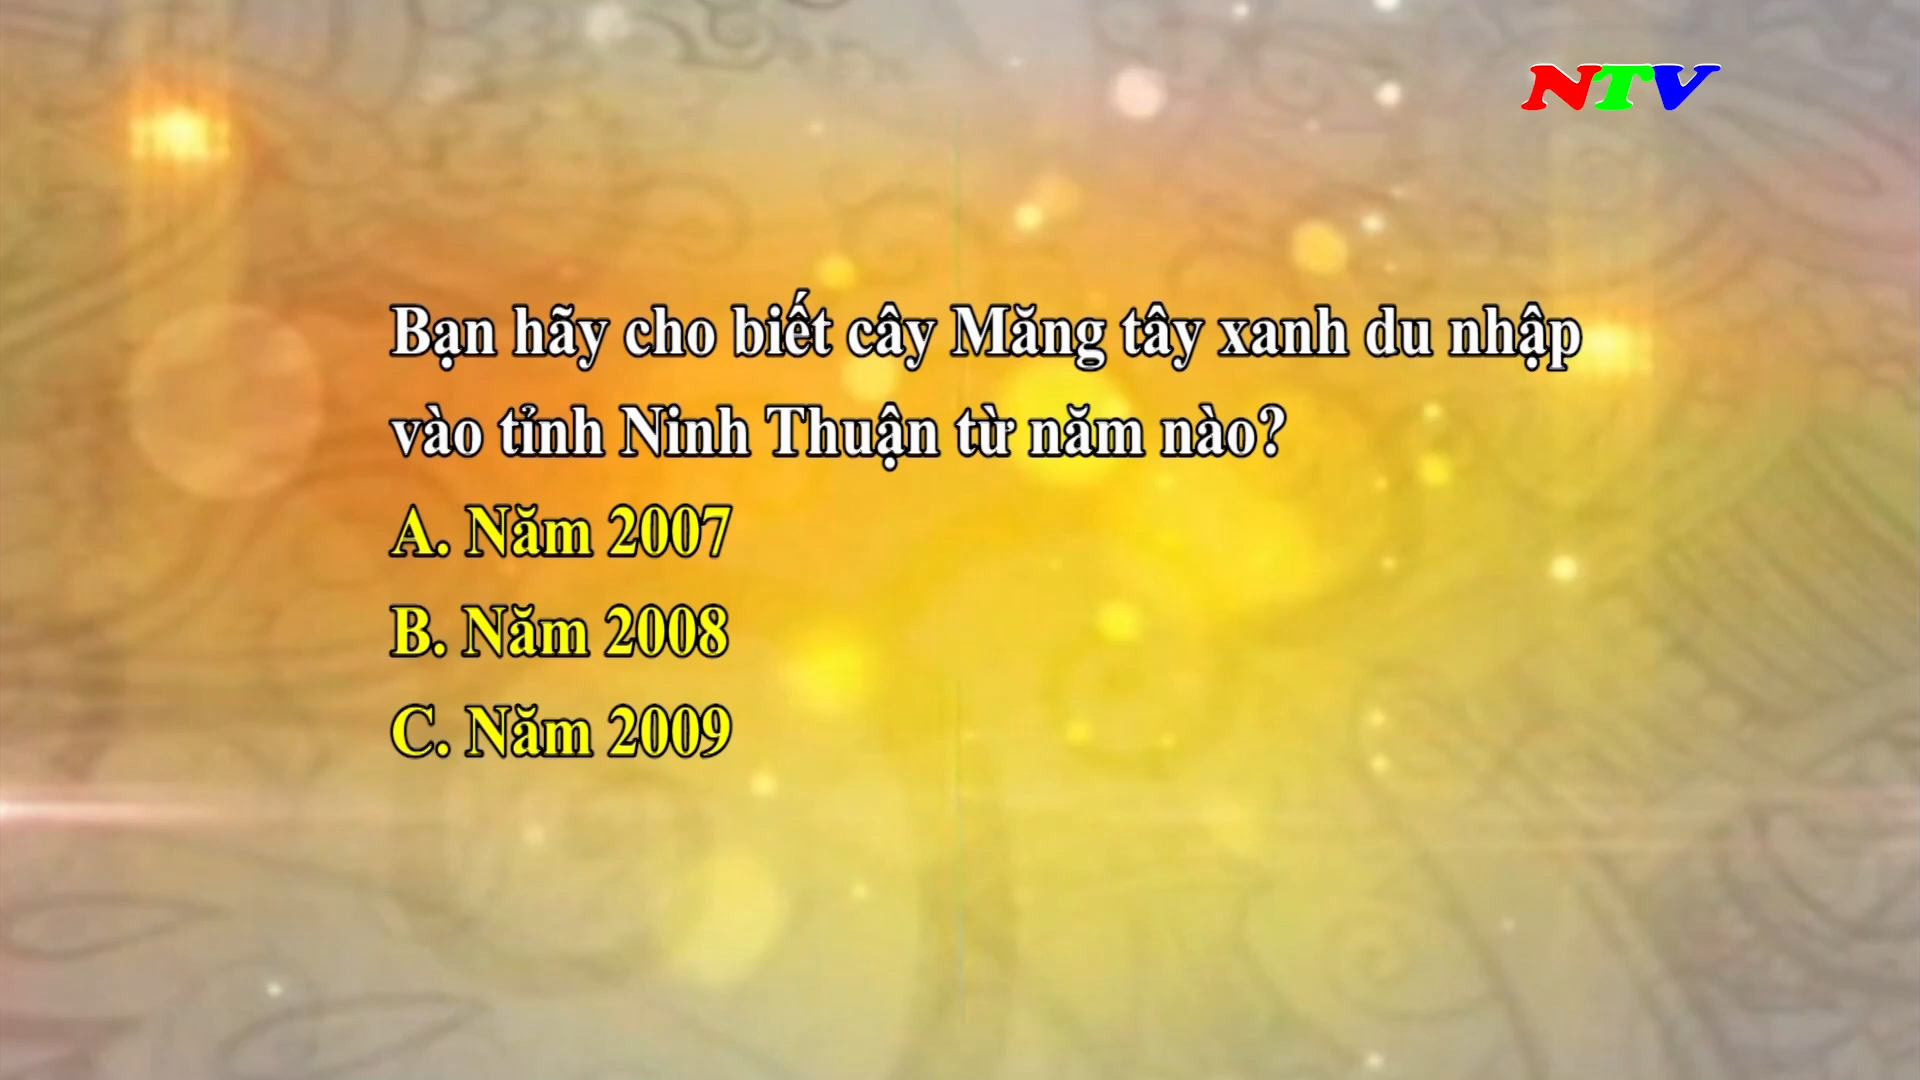 NTV
Bạn hãy cho biết cây Măng tây xanh du nhập
vào tỉnh Ninh Thuận từ năm nào?
A. Năm 2007
B. Năm 2008
C. Năm 2009